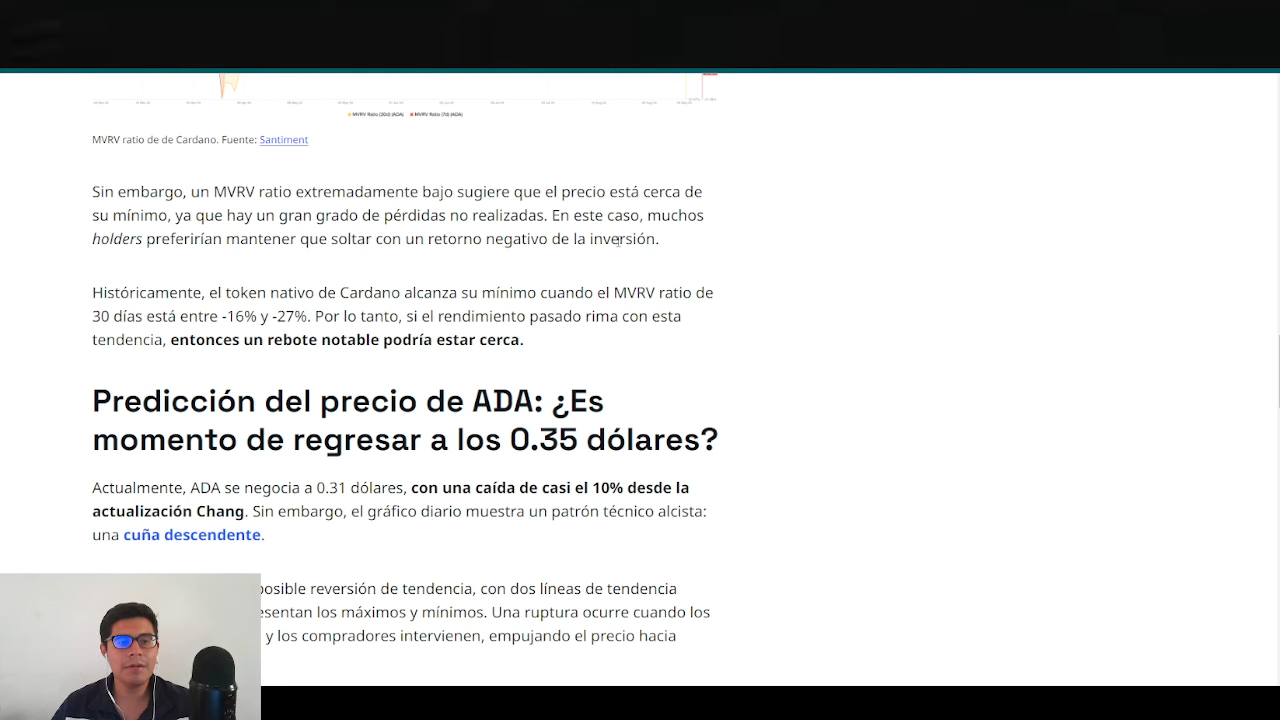 MVRV Ratio (30d) (ADA) MVRV Ratio (7d) (ADA)
MVRV ratio de de Cardano. Fuente: Santiment
Sin embargo, un MVRV ratio extremadamente bajo sugiere que el precio está cerca de
su mínimo, ya que hay un gran grado de pérdidas no realizadas. En este caso, muchos
holders preferirían mantener que soltar con un retorno negativo de la inversión.
Históricamente, el token nativo de Cardano alcanza su mínimo cuando el MVRV ratio de
30 días está entre -16% y -27%. Por lo tanto, si el rendimiento pasado rima con esta
tendencia, entonces un rebote notable podría estar cerca.
Predicción del precio de ADA: ¿Es
momento de regresar a los 0.35 dólares?
Actualmente, ADA se negocia a 0.31 dólares, con una caída de casi el 10% desde la
actualización Chang. Sin embargo, el gráfico diario muestra un patrón técnico alcista:
una cuña descendente.
posible reversión de tendencia, con dos líneas de tendencia
esentan los máximos y mínimos. Una ruptura ocurre cuando los
y los compradores intervienen, empujando el precio hacia